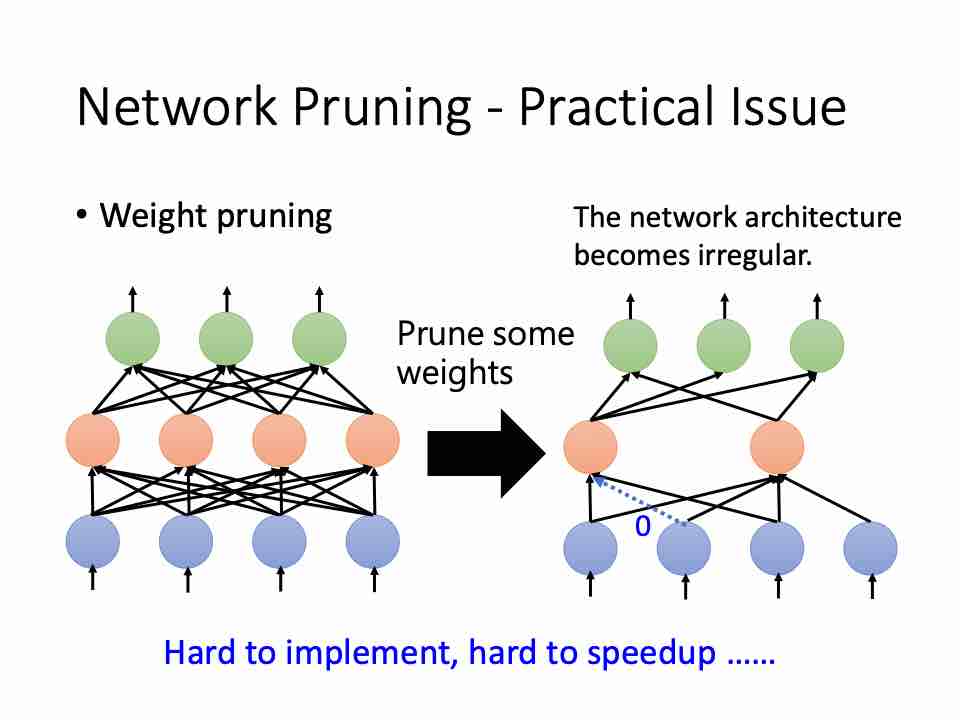 Network Pruning - Practical Issue
• Weight pruning
The network architecture
becomes irregular.
Prune some
weights
0
Hard to implement, hard to speedup ......